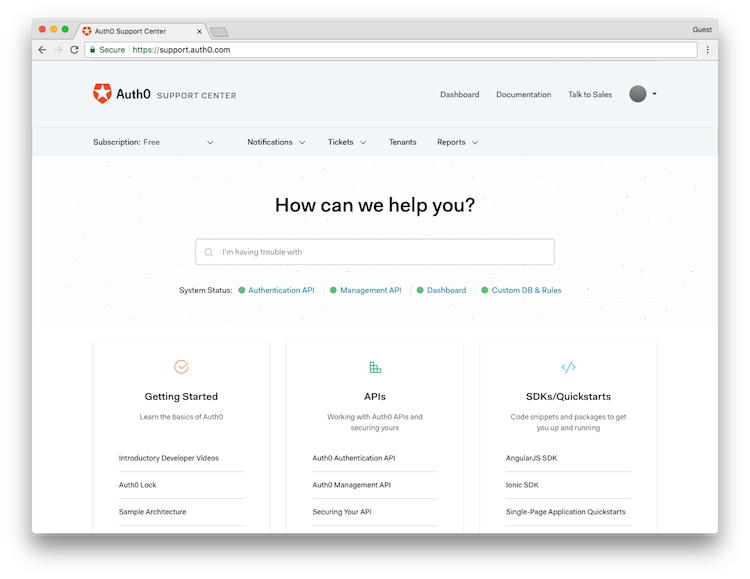 Auth0 Support Center
Guest
Secure https://support.auth0.com
Auth0 SUPPORT CENTER
Dashboard Documentation Talk to Sales
Subscription: Free Notifications Tickets Tenants Reports
How can we help you?
I'm having trouble with
System Status: Authentication API Management API Dashboard Custom DB & Rules
Getting Started
Learn the basics of Auth0
Introductory Developer Videos
Auth0 Lock
Sample Architecture
APIs
Working with Auth0 APIs and
securing yours
Auth0 Authentication API
Auth0 Management API
Securing Your API
SDKs/Quickstarts
Code snippets and packages to get
you up and running
AngularJS SDK
Ionic SDK
Single-Page Application Quickstarts